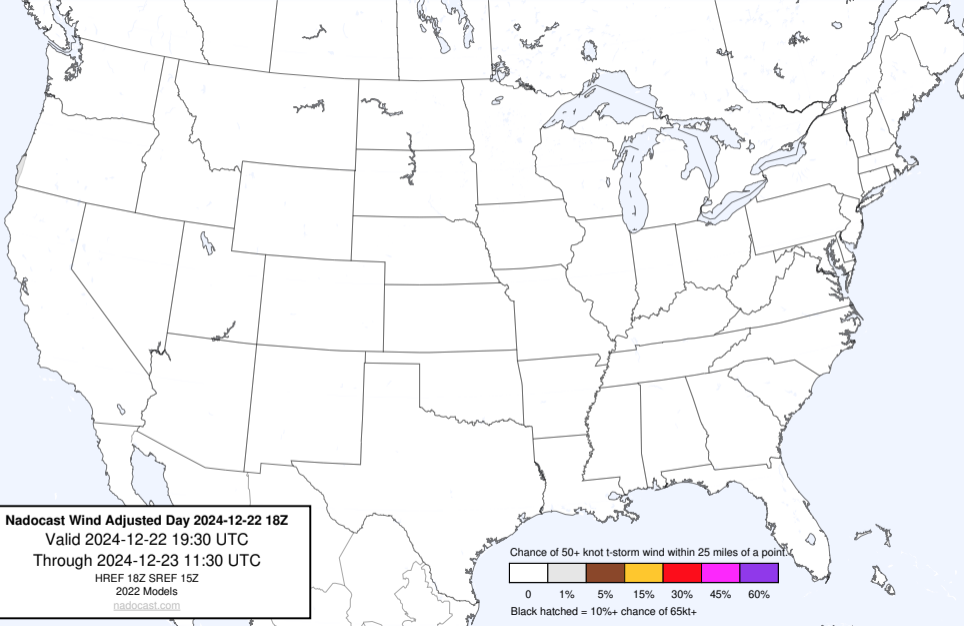 Nadocast Wind Adjusted Day 2024-12-22 18Z
Valid 2024-12-22 19:30 UTC
Through 2024-12-23 11:30 UTC
HREF 18Z SREF 15Z
2022 Models
nadocast.com
Chance of 50+ knot t-storm wind within 25 miles of a point.
0 1% 5% 15% 30% 45% 60%
Black hatched = 10%+ chance of 65kt+